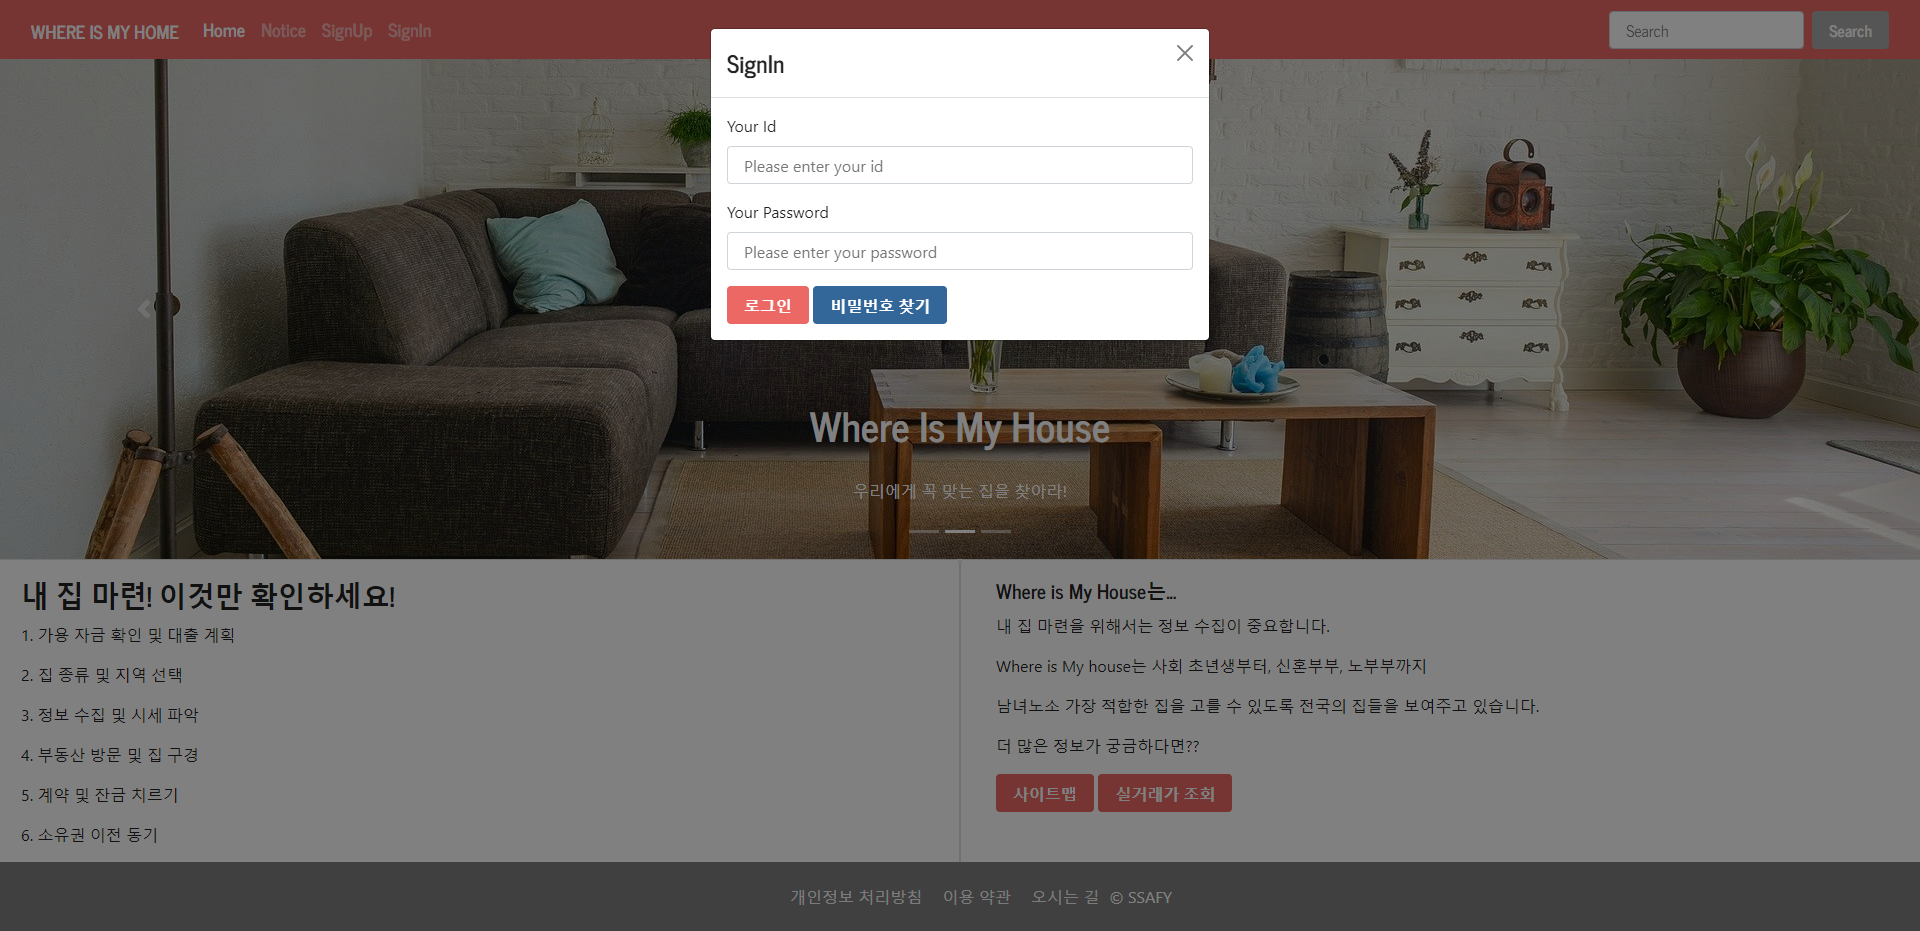 WHERE IS MY HOME Home Notice SignUp SignIn Search Search
SignIn
Your Id
Please enter your id
Your Password
Please enter your password
로그인 비밀번호 찾기
Where Is My House
우리에게 꼭 맞는 집을 찾아라!
내 집 마련! 이것만 확인하세요!
1. 가용 자금 확인 및 대출 계획
2. 집 종류 및 지역 선택
3. 정보 수집 및 시세 파악
4. 부동산 방문 및 집 구경
5. 계약 및 잔금 치르기
6. 소유권 이전 동기
Where is My House는...
내 집 마련을 위해서는 정보 수집이 중요합니다.
Where is My house는 사회 초년생부터, 신혼부부, 노부부까지
남녀노소 가장 적합한 집을 고를 수 있도록 전국의 집들을 보여주고 있습니다.
더 많은 정보가 궁금하다면??
사이트맵 실거래가 조회
개인정보 처리방침 이용 약관 오시는 길 © SSAFY